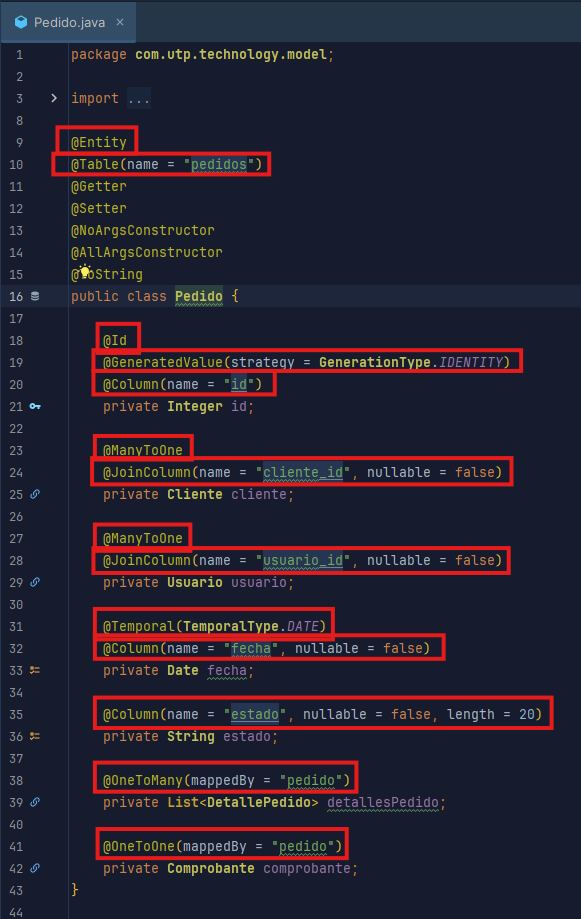 Pedido.java ×
1 package com.utp.technology.model;
2
3 > import ...
8
9 @Entity
10 @Table(name = "pedidos")
11 @Getter
12 @Setter
13 @NoArgsConstructor
14 @AllArgsConstructor
15 @ToString
16 public class Pedido {
17
18 @Id
19 @GeneratedValue(strategy = GenerationType.IDENTITY)
20 @Column(name = "id")
21 private Integer id;
22
23 @ManyToOne
24 @JoinColumn(name = "cliente_id", nullable = false)
25 private Cliente cliente;
26
27 @ManyToOne
28 @JoinColumn(name = "usuario_id", nullable = false)
29 private Usuario usuario;
30
31 @Temporal(TemporalType.DATE)
32 @Column(name = "fecha", nullable = false)
33 private Date fecha;
34
35 @Column(name = "estado", nullable = false, length = 20)
36 private String estado;
37
38 @OneToMany(mappedBy = "pedido")
39 private List<DetallePedido> detallesPedido;
40
41 @OneToOne(mappedBy = "pedido")
42 private Comprobante comprobante;
43 }
44